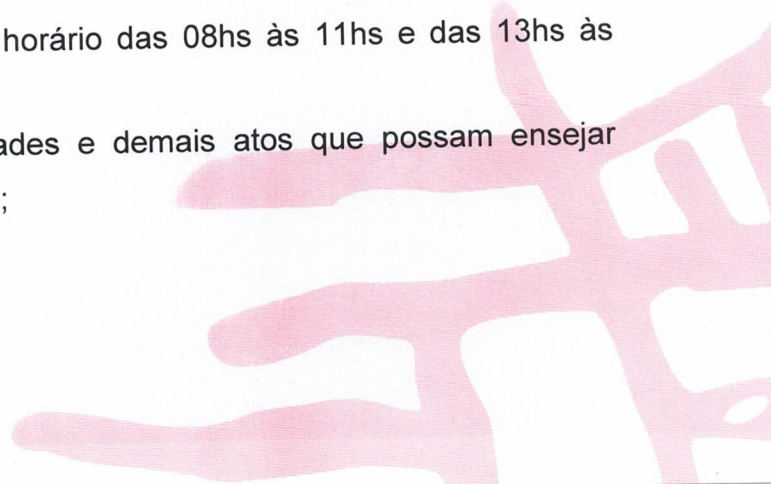 horário das 08hs às 11hs e das 13hs às
ades e demais atos que possam ensejar
;